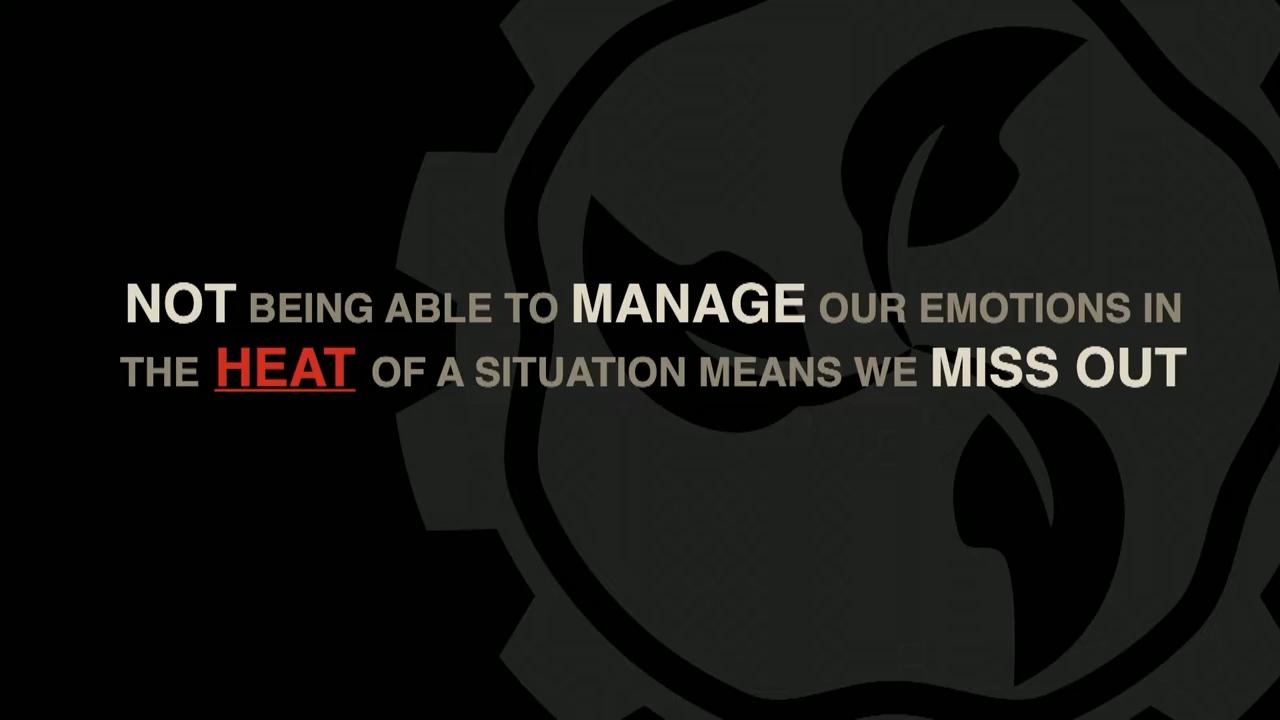 NOT BEING ABLE TO MANAGE OUR EMOTIONS IN
THE HEAT OF A SITUATION MEANS WE MISS OUT